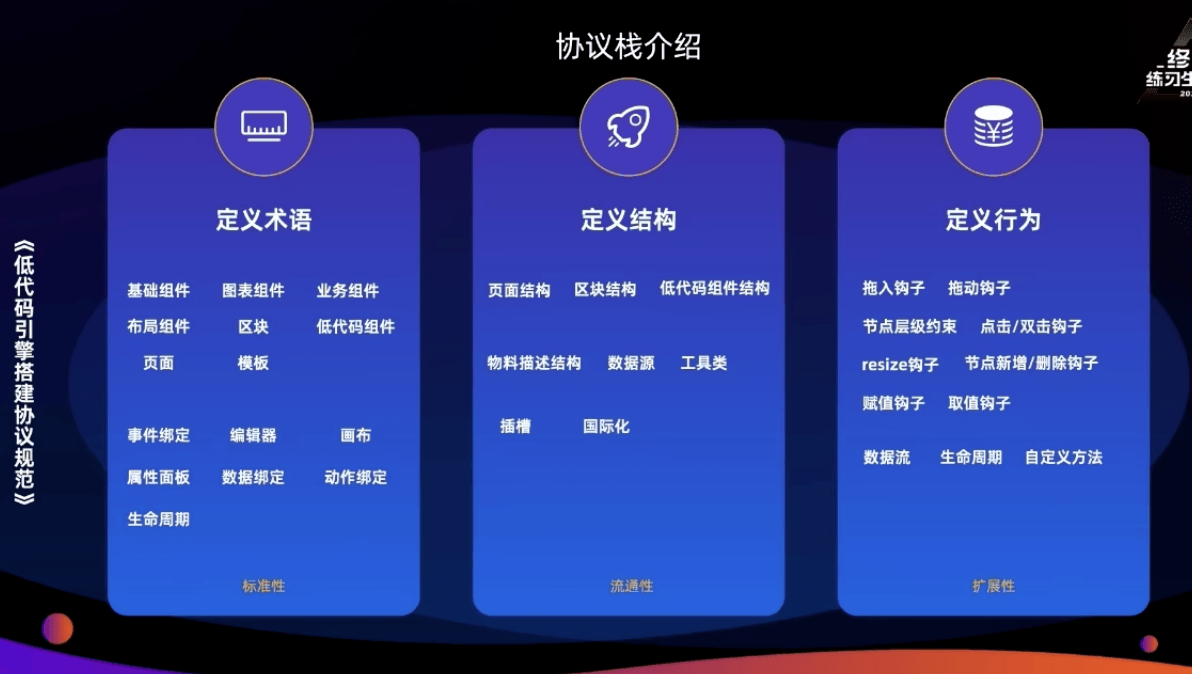 协议栈介绍
终
练习生
202
《低代码引擎搭建协议规范》
定义术语
基础组件 图表组件 业务组件
布局组件 区块 低代码组件
页面 模板
事件绑定 编辑器 画布
属性面板 数据绑定 动作绑定
生命周期
标准性
定义结构
页面结构 区块结构 低代码组件结构
物料描述结构 数据源 工具类
插槽 国际化
流通性
定义行为
拖入钩子 拖动钩子
节点层级约束 点击/双击钩子
resize钩子 节点新增/删除钩子
赋值钩子 取值钩子
数据流 生命周期 自定义方法
扩展性